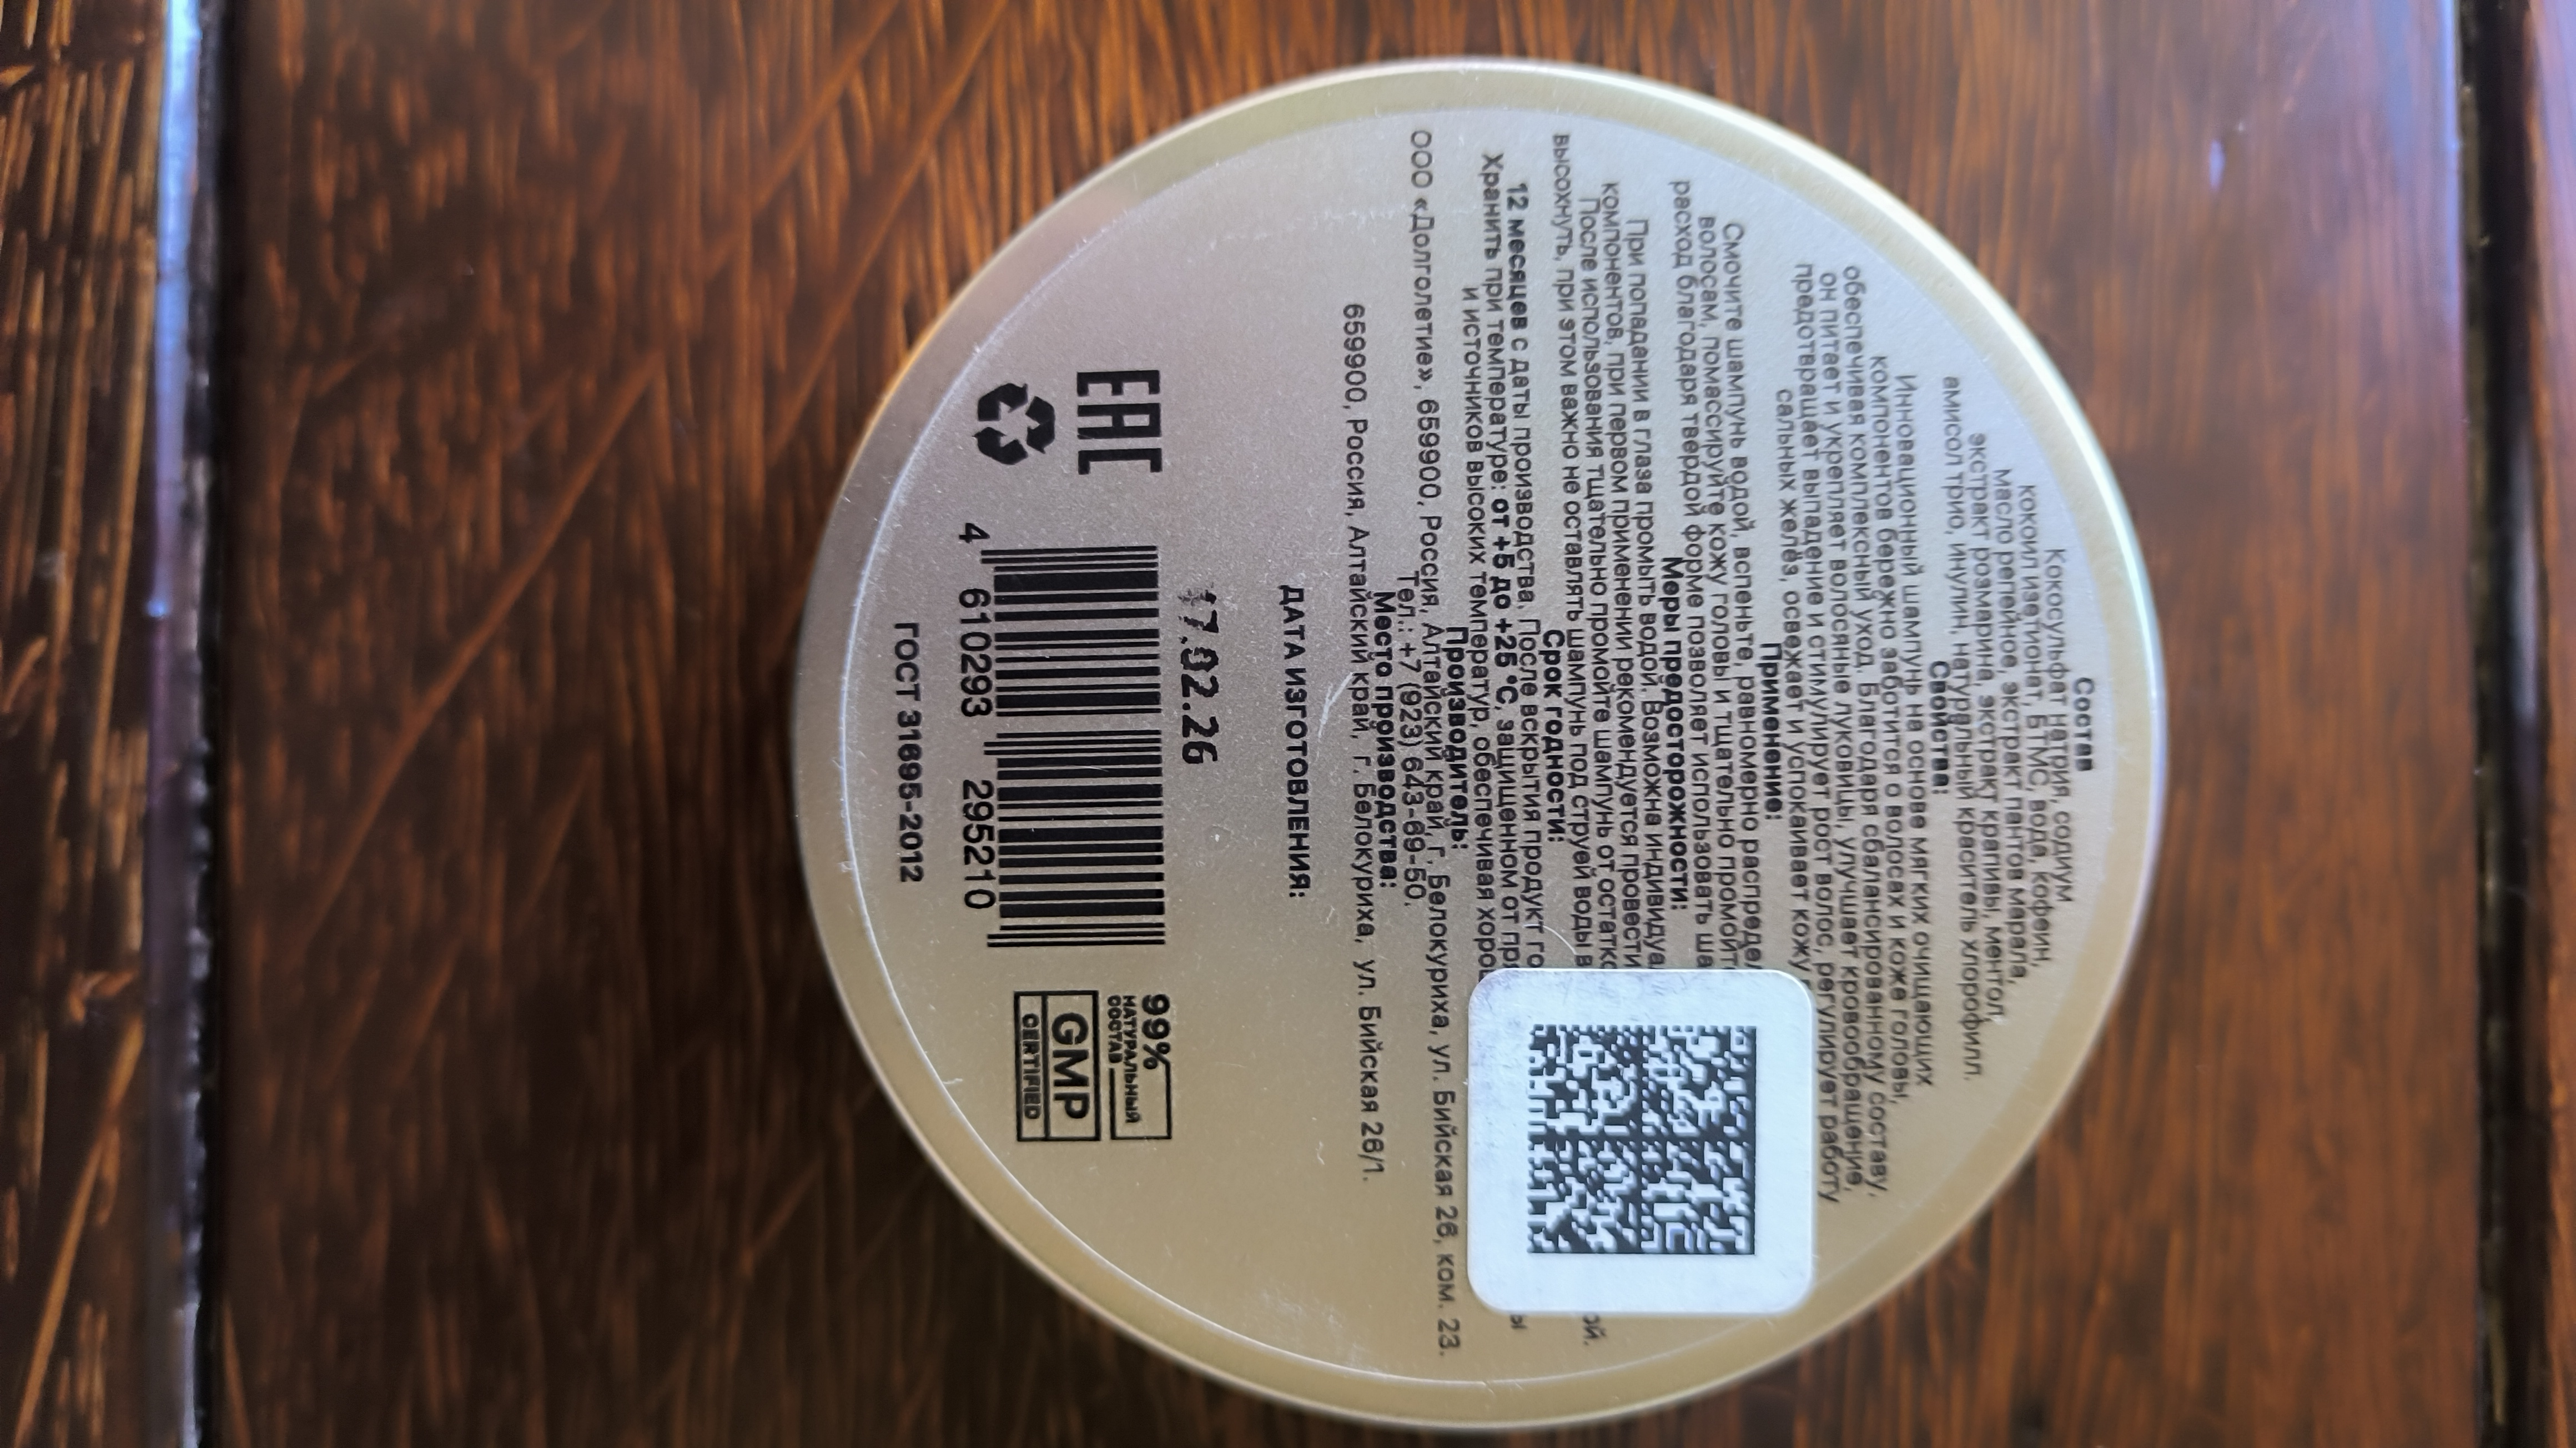 Состав
Кокосульфат натрия, содиум
кокоил изетионат, БТМС, вода, кофеин,
масло репейное, экстракт пантов марала,
экстракт розмарина, экстракт крапивы, ментол,
амисол трио, инулин, натуральный краситель хлорофилл.
Свойства:
Инновационный шампунь на основе мягких очищающих
компонентов бережно заботится о волосах и коже головы,
обеспечивая комплексный уход. Благодаря сбалансированному составу,
он питает и укрепляет волосяные луковицы, улучшает кровообращение,
предотвращает выпадение и стимулирует рост волос, регулирует работу
сальных желёз, освежает и успокаивает кожу
Применение:
Смочите шампунь водой, вспеньте, равномерно
волосам, помассируйте кожу головы и тщательно
расход благодаря твердой форме позволяет использовать
Меры предосторожности:
При попадании в глаза промыть водой. Возможна
компонентов, при первом применении рекомендуется
После использования тщательно промойте шампунь от
высохнуть, при этом важно не оставлять шампунь под струей воды
Срок годности:
12 месяцев с даты производства. После вскрытия продукт
Хранить при температуре: от +5 до +25 °С, защищенном от
и источников высоких температур, обеспечивая
Производитель:
ООО «Долголетие», 659900, Россия, Алтайский край, г. Белокуриха, ул. Бийская 26, ком. 23.
Тел.: +7 (923) 643-69-50.
Место производства:
659900, Россия, Алтайский край, г. Белокуриха, ул. Бийская 26/1.
ДАТА ИЗГОТОВЛЕНИЯ:
17.02.26
EAC
99%
НАТУРАЛЬНЫЙ
СОСТАВ
GMP
CERTIFIED
4 610293 295210
ГОСТ 31695-2012